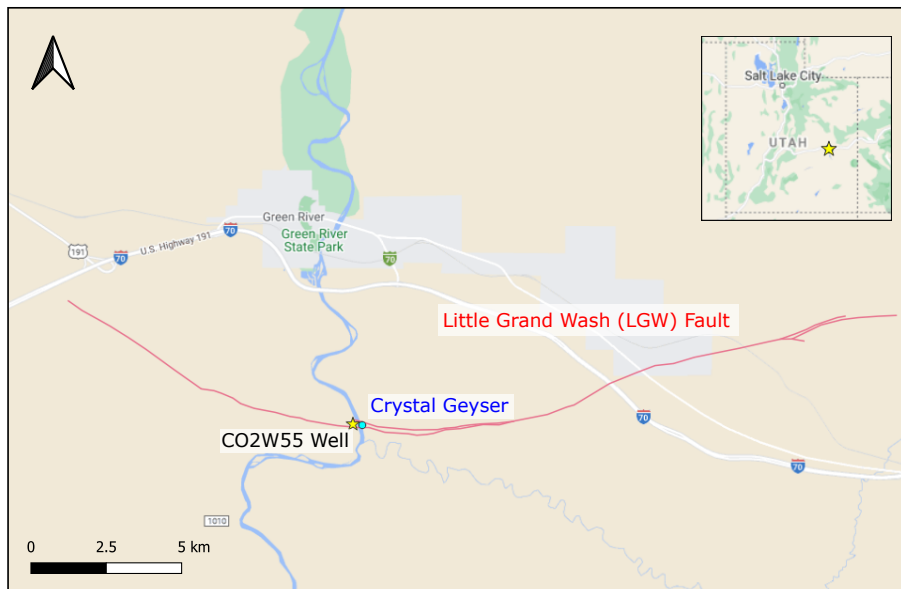 Salt Lake City
UTAH
Green River
Green River
State Park
U.S. Highway 191
191
70
70
70
Little Grand Wash (LGW) Fault
Crystal Geyser
CO2W55 Well
70
70
1010
0 2.5 5 km